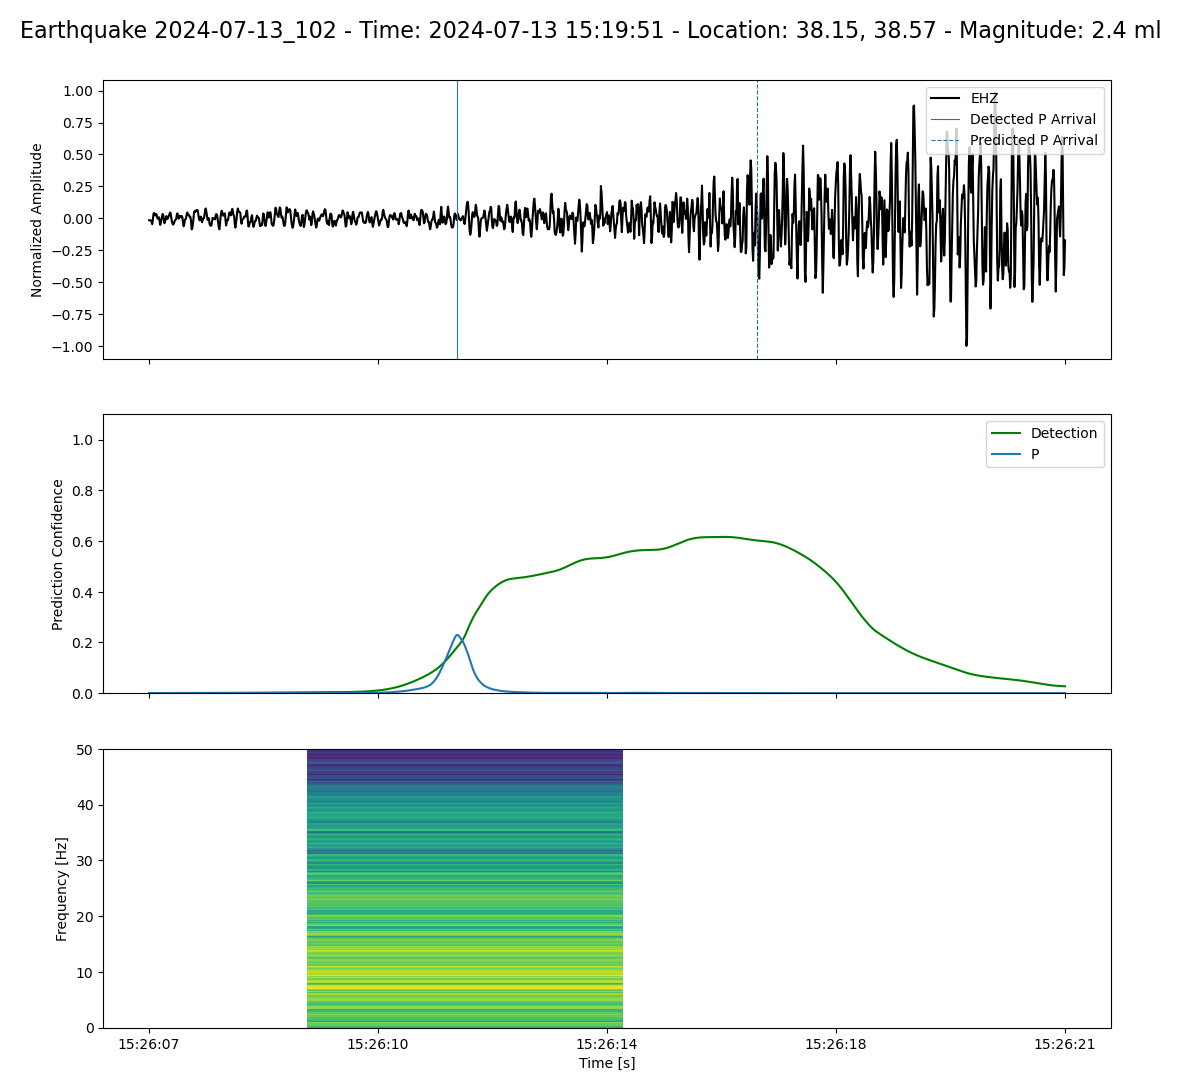 Earthquake 2024-07-13_102 - Time: 2024-07-13 15:19:51 - Location: 38.15, 38.57 - Magnitude: 2.4 ml
Normalized Amplitude
1.00
0.75
0.50
0.25
0.00
−0.25
−0.50
−0.75
−1.00
EHZ
Detected P Arrival
Predicted P Arrival
Prediction Confidence
1.0
0.8
0.6
0.4
0.2
0.0
Detection
P
Frequency [Hz]
50
40
30
20
10
0
15:26:07 15:26:10 15:26:14 15:26:18 15:26:21
Time [s]